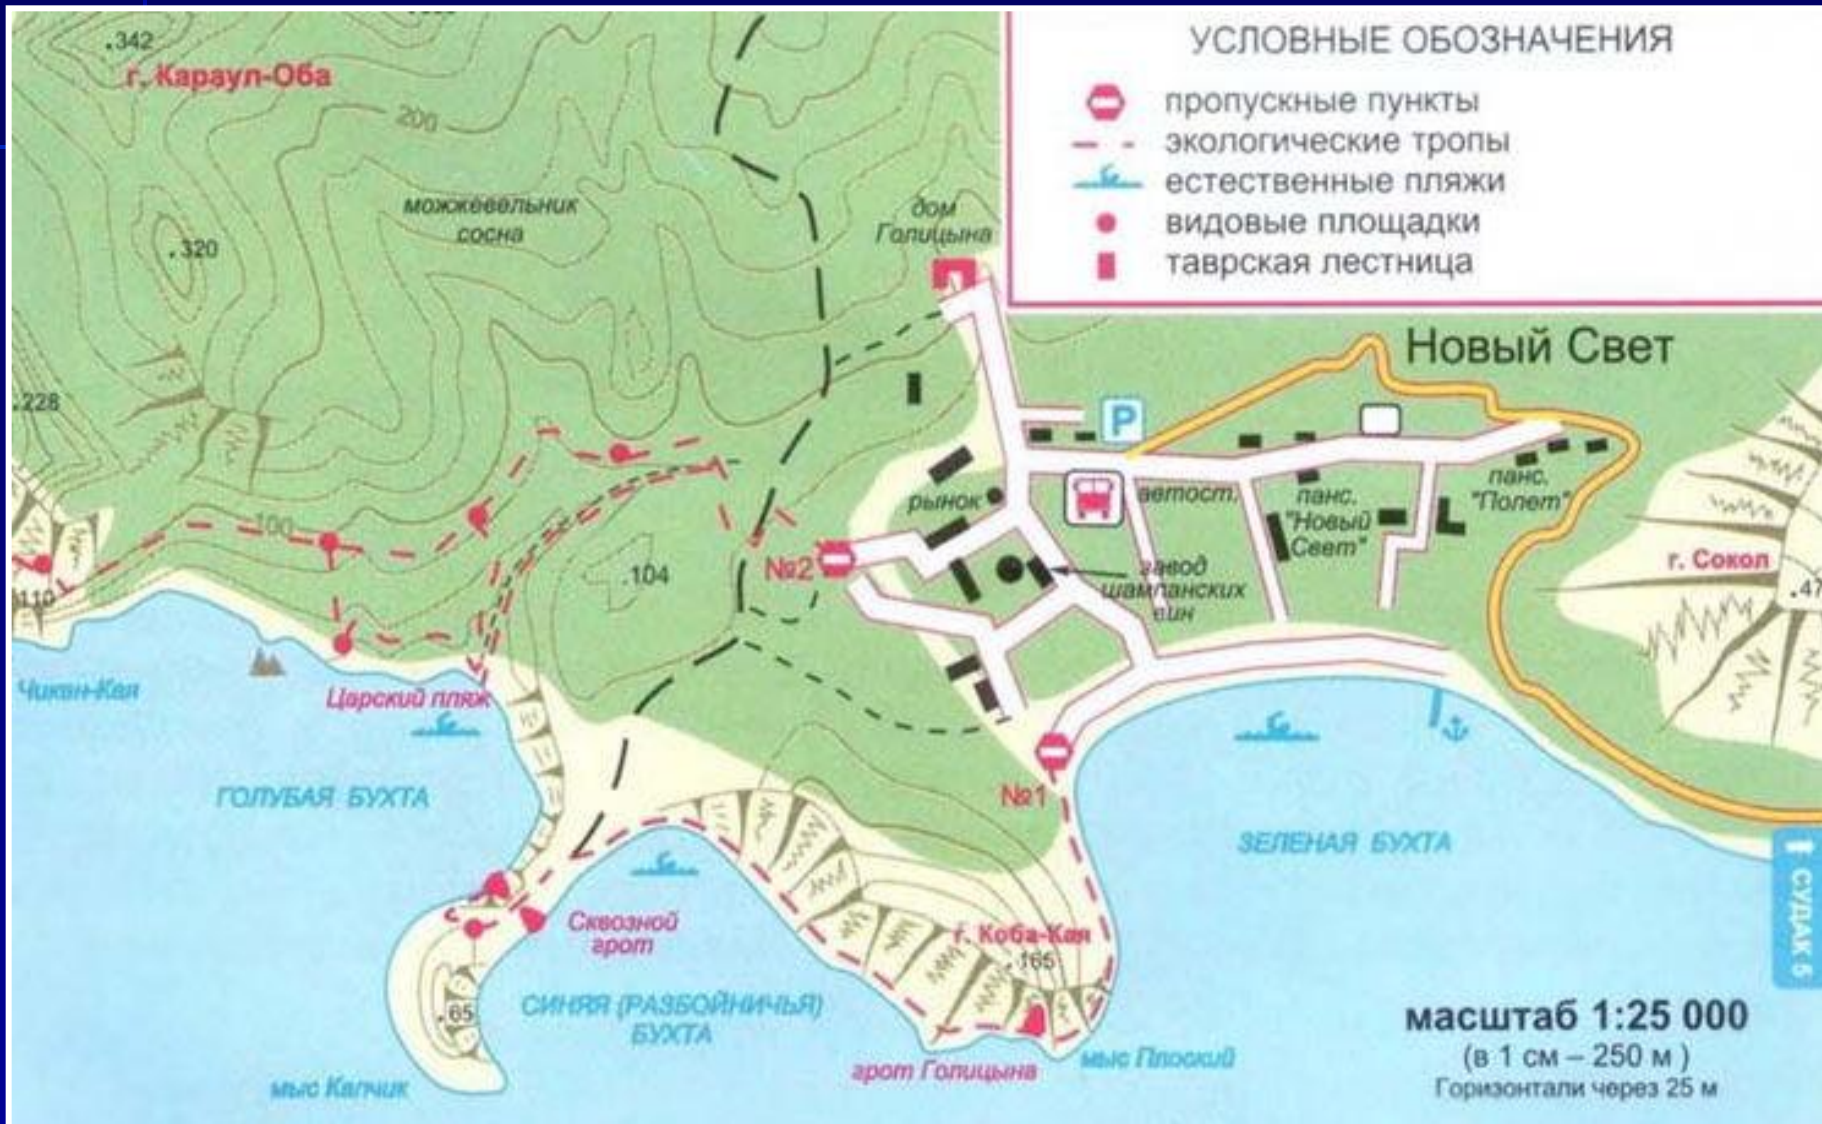 .342
г. Караул-Оба
200
можжевельник
сосна
.320
дом
Голицына
УСЛОВНЫЕ ОБОЗНАЧЕНИЯ
пропускные пункты
экологические тропы
естественные пляжи
видовые площадки
таврская лестница
Новый Свет
P
.228
рынок
автост.
панс.
"Новый
Свет"
панс.
"Полет"
г. Сокол
.47
100
№2
.104
завод
шампанских
вин
110
Чикен-Кая
Царский пляж
ГОЛУБАЯ БУХТА
№1
ЗЕЛЕНАЯ БУХТА
СУДАК 5
Сквозной
грот
г. Коба-Кая
.165
.65
СИНЯЯ (РАЗБОЙНИЧЬЯ)
БУХТА
грот Голицына
мыс Плоский
мыс Капчик
масштаб 1:25 000
(в 1 см – 250 м )
Горизонтали через 25 м